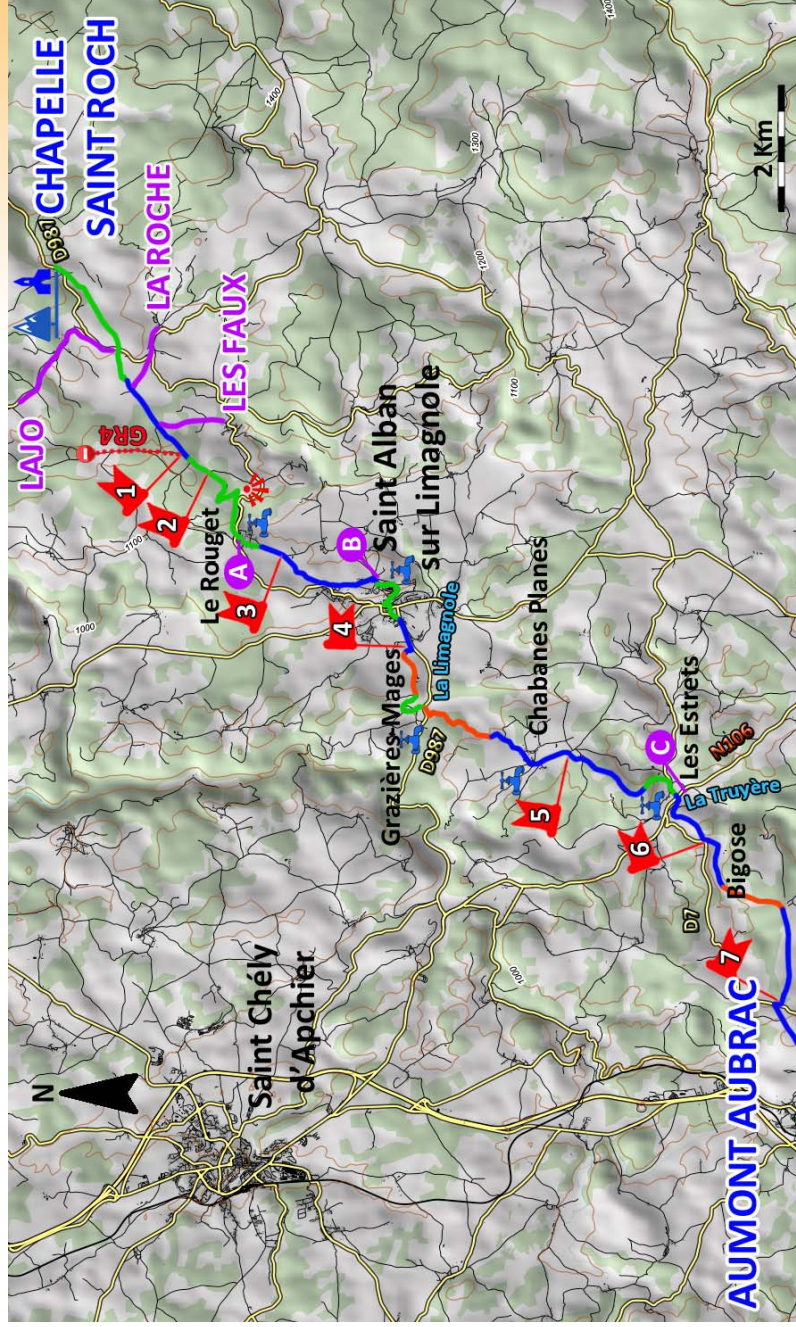 D987
CHAPELLE
SAINT ROCH
LAJO
LA ROCHE
LES FAUX
GR4
1400
1400
1300
1200
1100
1100
1000
1000
1
2
3
4
5
6
7
A
B
C
Le Rouget
Saint Alban
sur Limagnole
La Limagnole
Grazières-Mages
D987
Chabanes Planes
Les Estrets
N106
La Truyère
Bigose
D7
Saint Chély
d'Apchier
N
AUMONT AUBRAC
2 Km